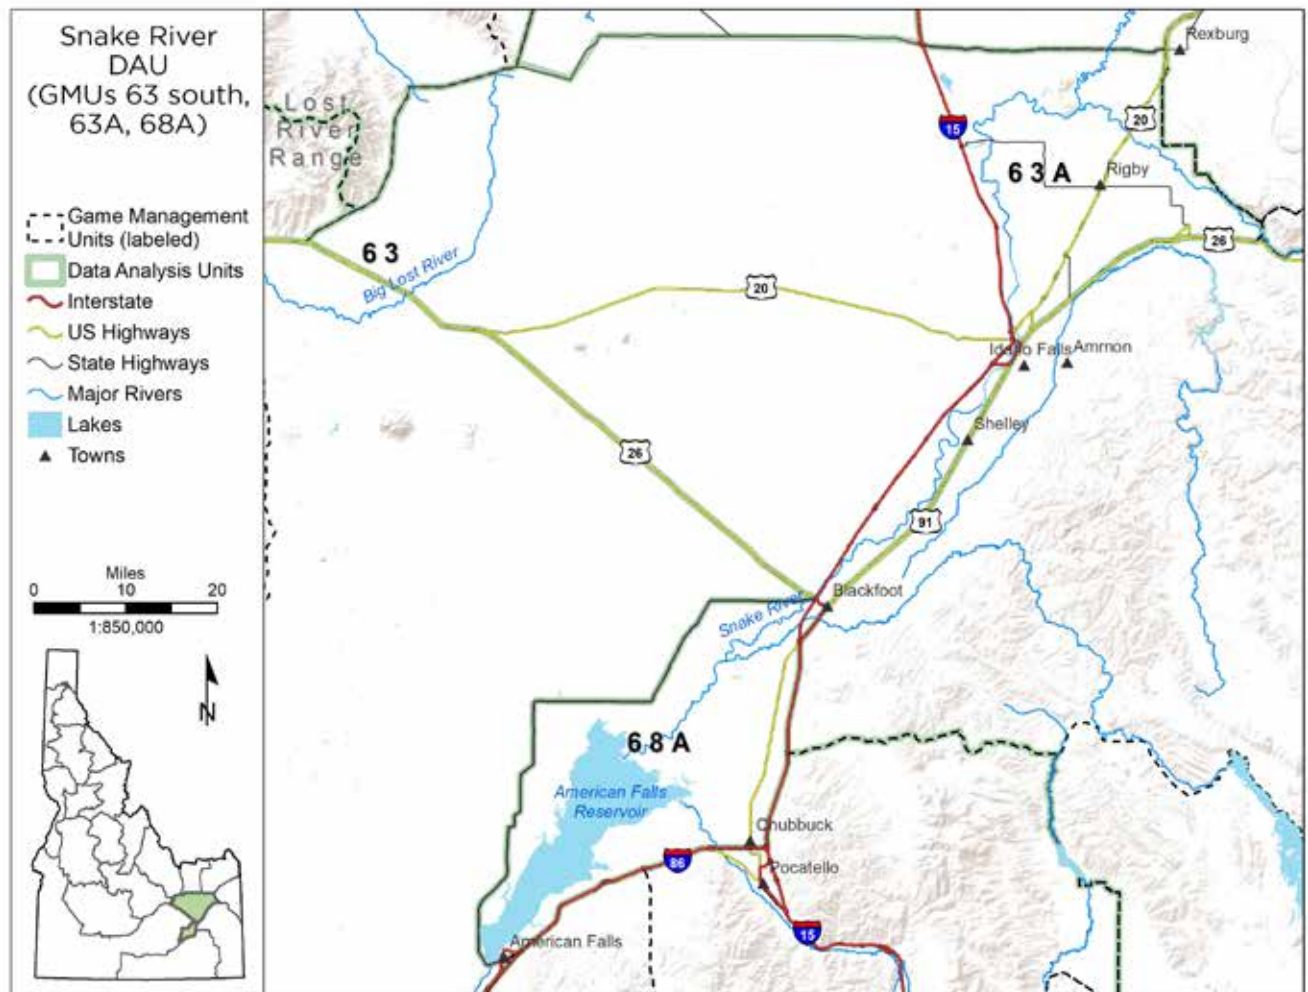 Snake River
DAU
(GMUs 63 south,
63A, 68A)
Game Management
Units (labeled)
Data Analysis Units
Interstate
US Highways
State Highways
Major Rivers
Lakes
Towns
Miles
0 10 20
1:850,000
N
Lost
River
Range
Rexburg
20
15
63A
Rigby
63
26
Big Lost River
20
Idaho Falls
Ammon
Shelley
26
91
Blackfoot
Snake River
68A
American Falls
Reservoir
Chubbuck
86
Pocatello
15
American Falls